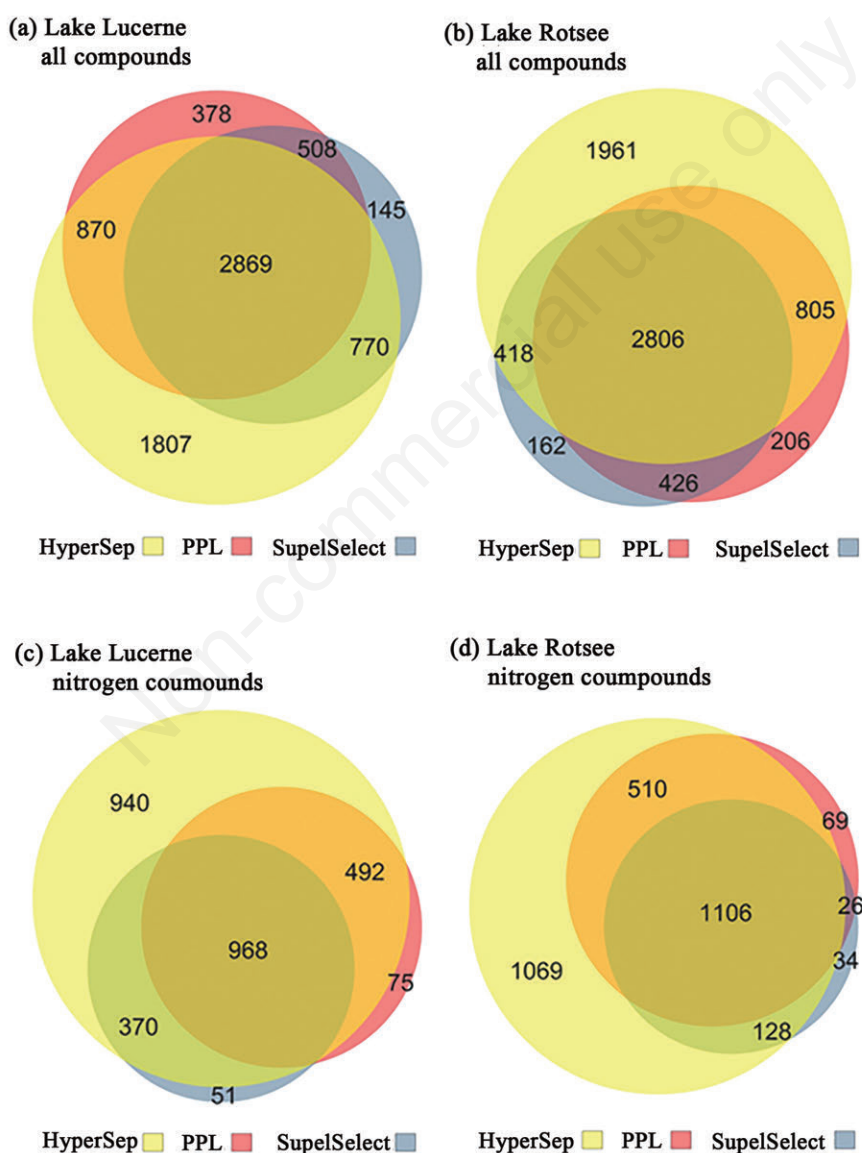 (a) Lake Lucerne
all compounds
378
508
145
870
2869
770
1807
HyperSep PPL SupelSelect
(b) Lake Rotsee
all compounds
1961
805
2806
418
162
206
426
HyperSep PPL SupelSelect
(c) Lake Lucerne
nitrogen coumounds
940
492
968
75
370
51
HyperSep PPL SupelSelect
(d) Lake Rotsee
nitrogen coumpounds
510
69
26
1106
34
1069
128
HyperSep PPL SupelSelect
Non-commercial use only